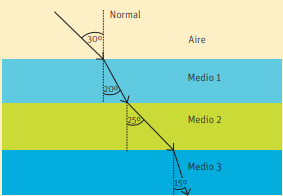 Normal
30º
Aire
20º
Medio 1
25º
Medio 2
Medio 3
15º